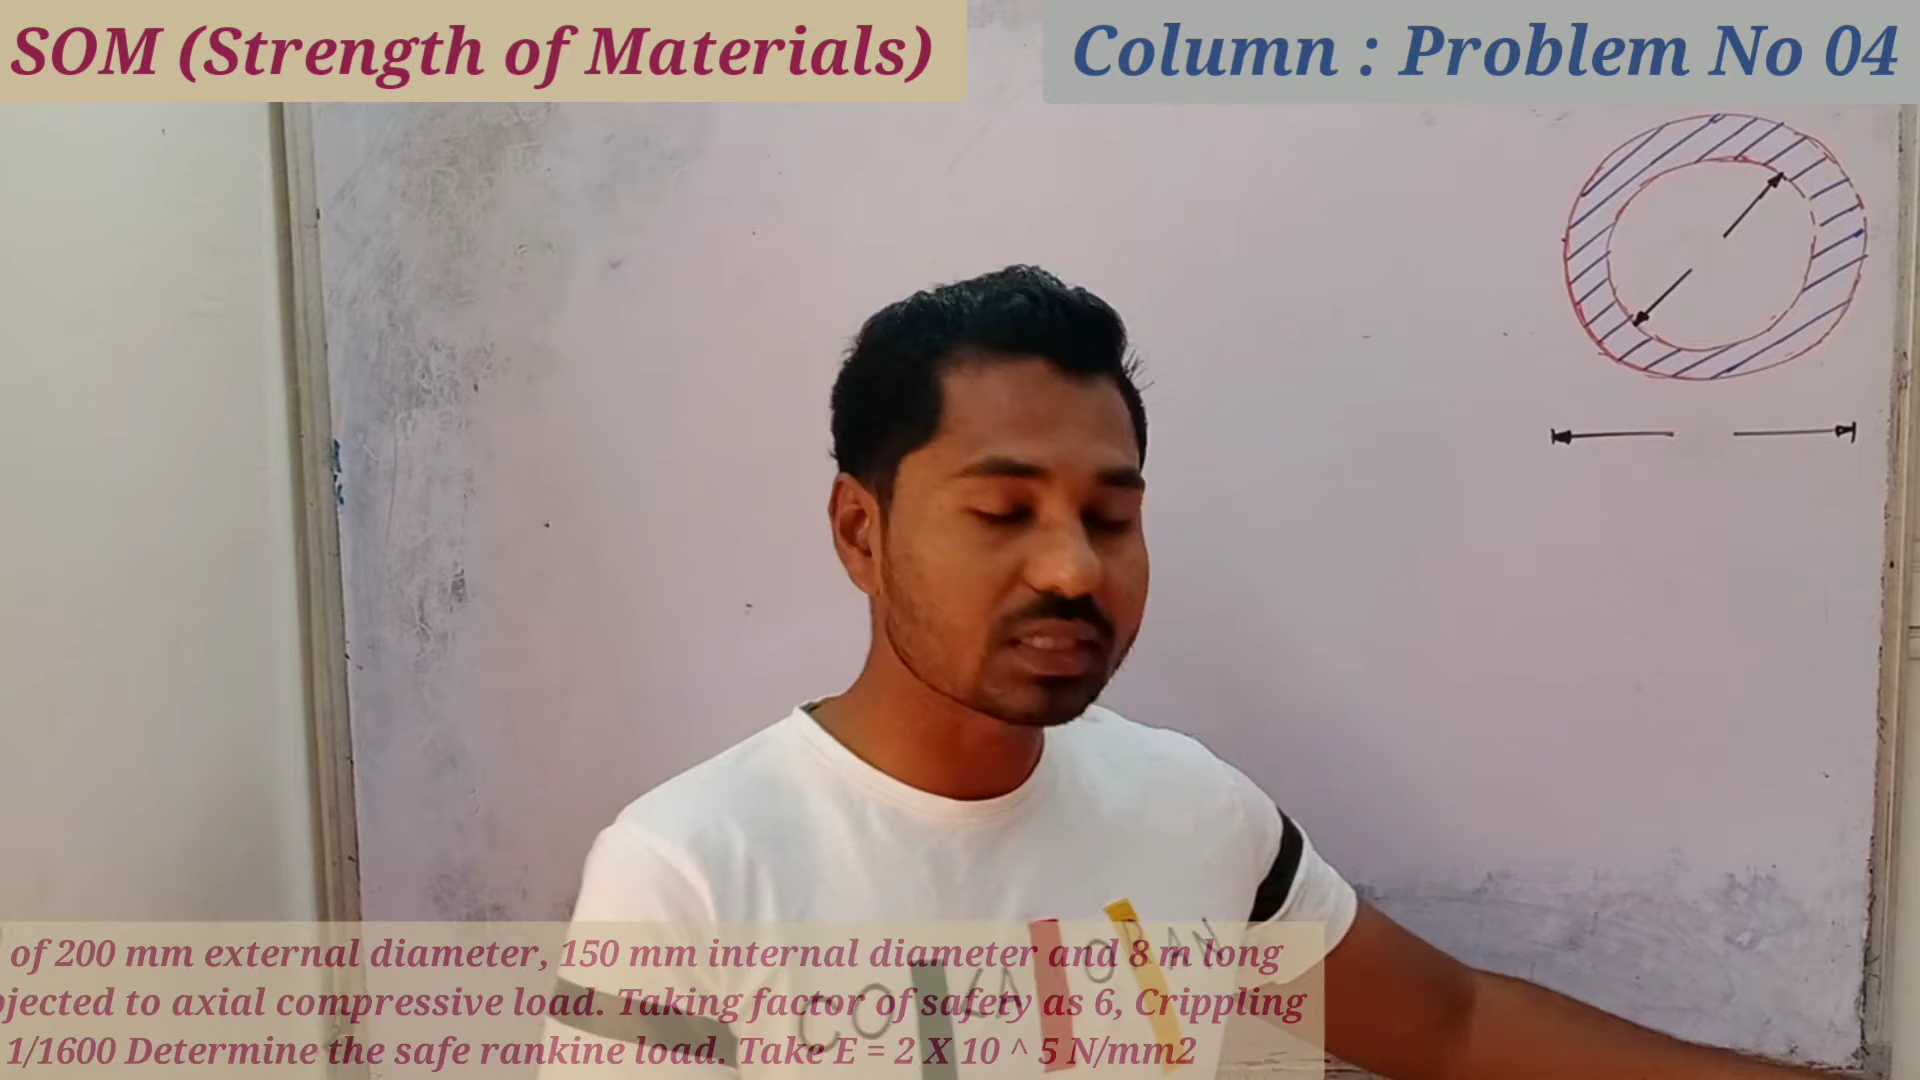 SOM (Strength of Materials)
Column : Problem No 04
of 200 mm external diameter, 150 mm internal diameter and 8 m long
to axial compressive load. Taking factor of safety as 6, Crippling
1/1600 Determine the safe rankine load. Take E = 2 X 10 ^ 5 N/mm2